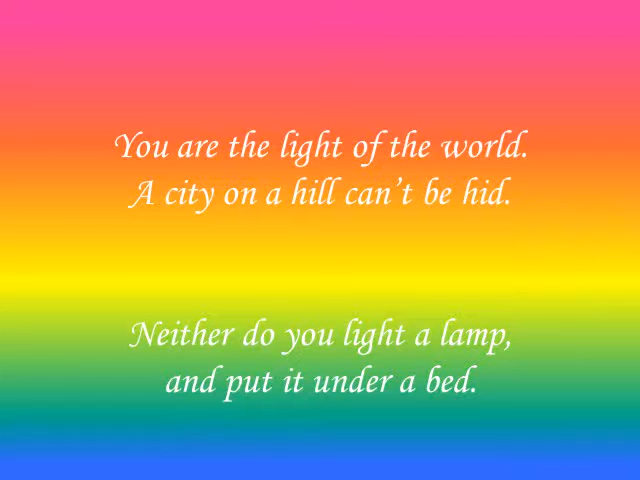 You are the light of the world.
A city on a hill can’t be hid.
Neither do you light a lamp,
and put it under a bed.